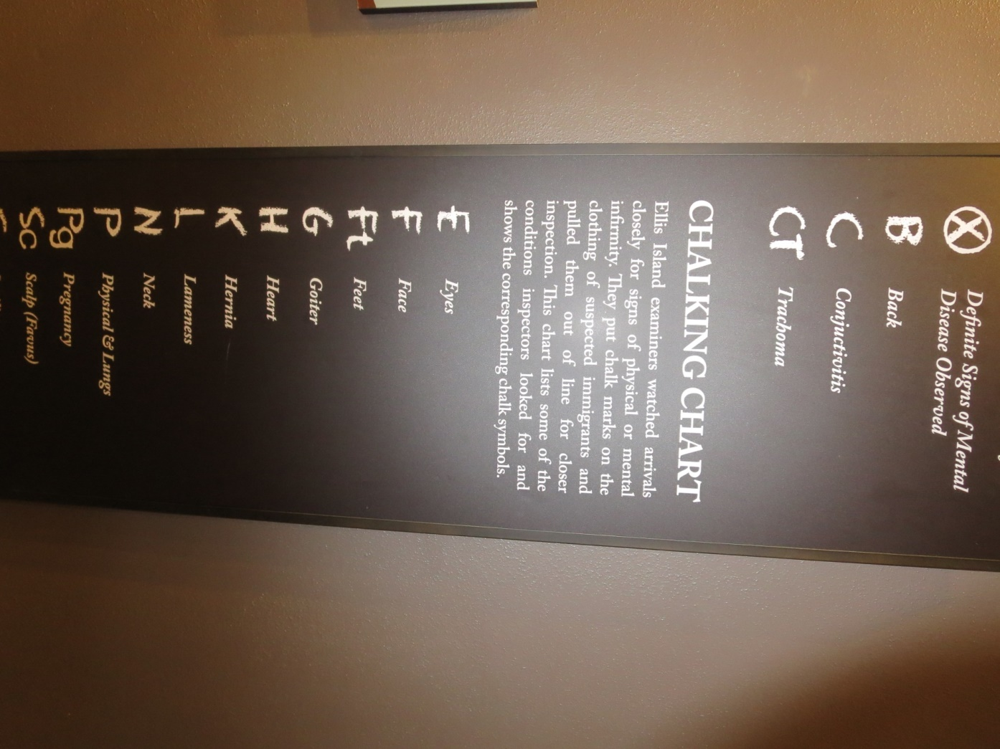 Ⓧ Definite Signs of Mental
Disease Observed
B Back
C Conjuctivitis
CT Trachoma
CHALKING CHART
Ellis Island examiners watched arrivals
closely for signs of physical or mental
infirmity. They put chalk marks on the
clothing of suspected immigrants and
pulled them out of line for closer
inspection. This chart lists some of the
conditions inspectors looked for and
shows the corresponding chalk symbols.
E Eyes
F Face
Ft Feet
G Goiter
H Heart
K Hernia
L Lameness
N Neck
P Physical & Lungs
Pg Pregnancy
Sc Scalp (Favus)